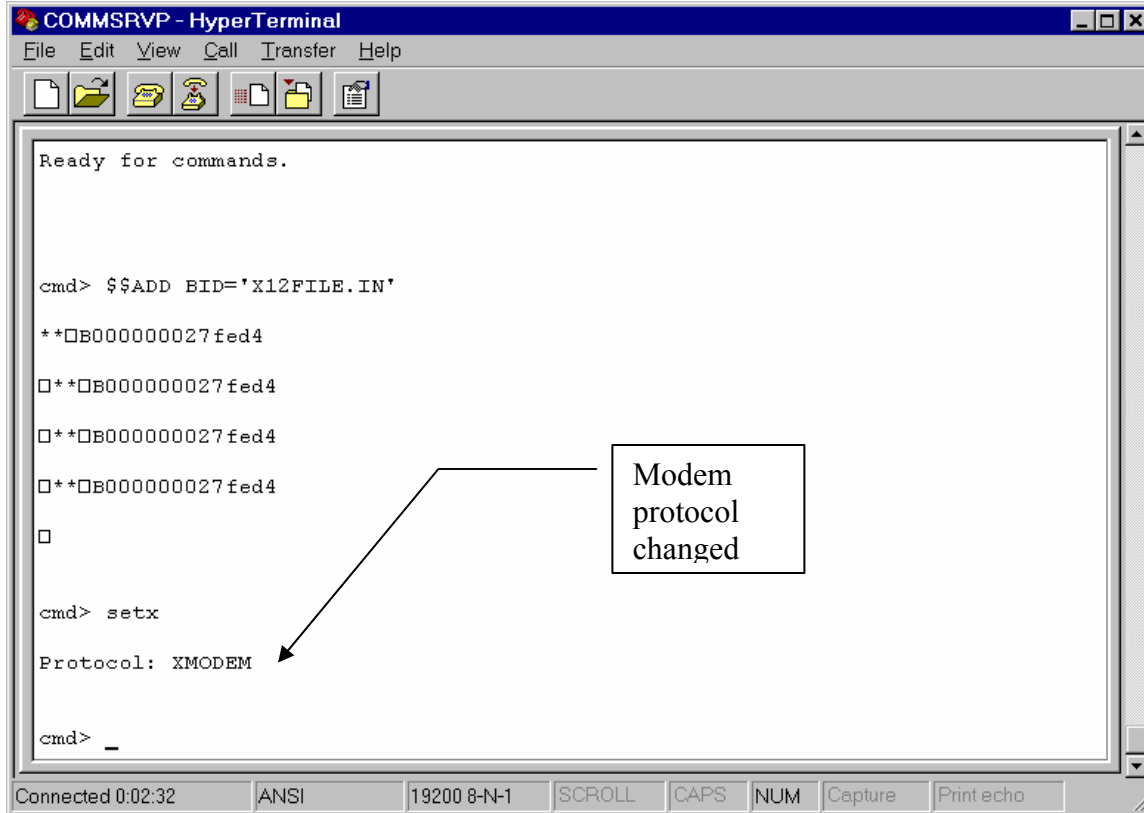 COMMSRVP - HyperTerminal
File Edit View Call Transfer Help
Ready for commands.
cmd> $$ADD BID='X12FILE.IN'
**□B000000027fed4
□**□B000000027fed4
□**□B000000027fed4
□**□B000000027fed4
□
Modem
protocol
changed
cmd> setx
Protocol: XMODEM
cmd> _
Connected 0:02:32 ANSI 19200 8-N-1 SCROLL CAPS NUM Capture Print echo